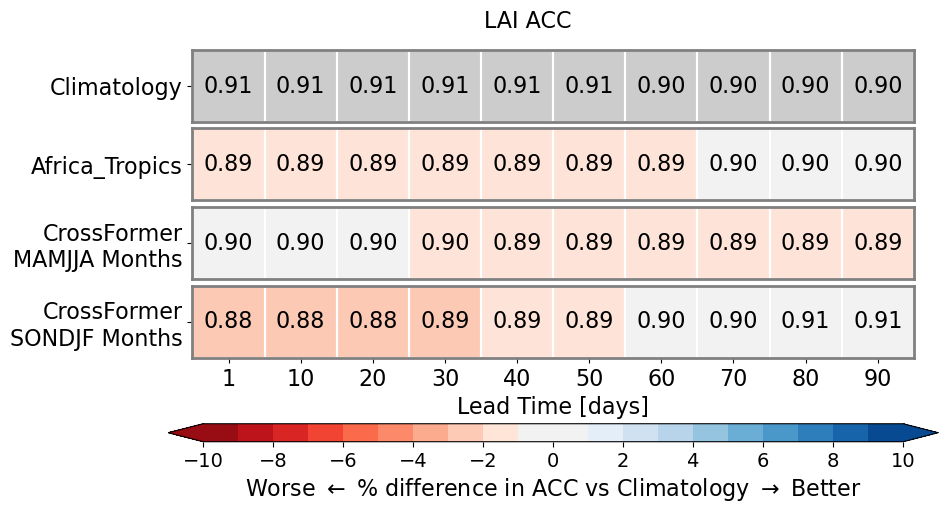 LAI ACC
Climatology 0.91 0.91 0.91 0.91 0.91 0.91 0.90 0.90 0.90 0.90
Africa_Tropics 0.89 0.89 0.89 0.89 0.89 0.89 0.89 0.90 0.90 0.90
CrossFormer
MAMJJA Months 0.90 0.90 0.90 0.90 0.89 0.89 0.89 0.89 0.89 0.89
CrossFormer
SONDJF Months 0.88 0.88 0.88 0.89 0.89 0.89 0.90 0.90 0.91 0.91
1 10 20 30 40 50 60 70 80 90
Lead Time [days]
−10 −8 −6 −4 −2 0 2 4 6 8 10
Worse ← % difference in ACC vs Climatology → Better